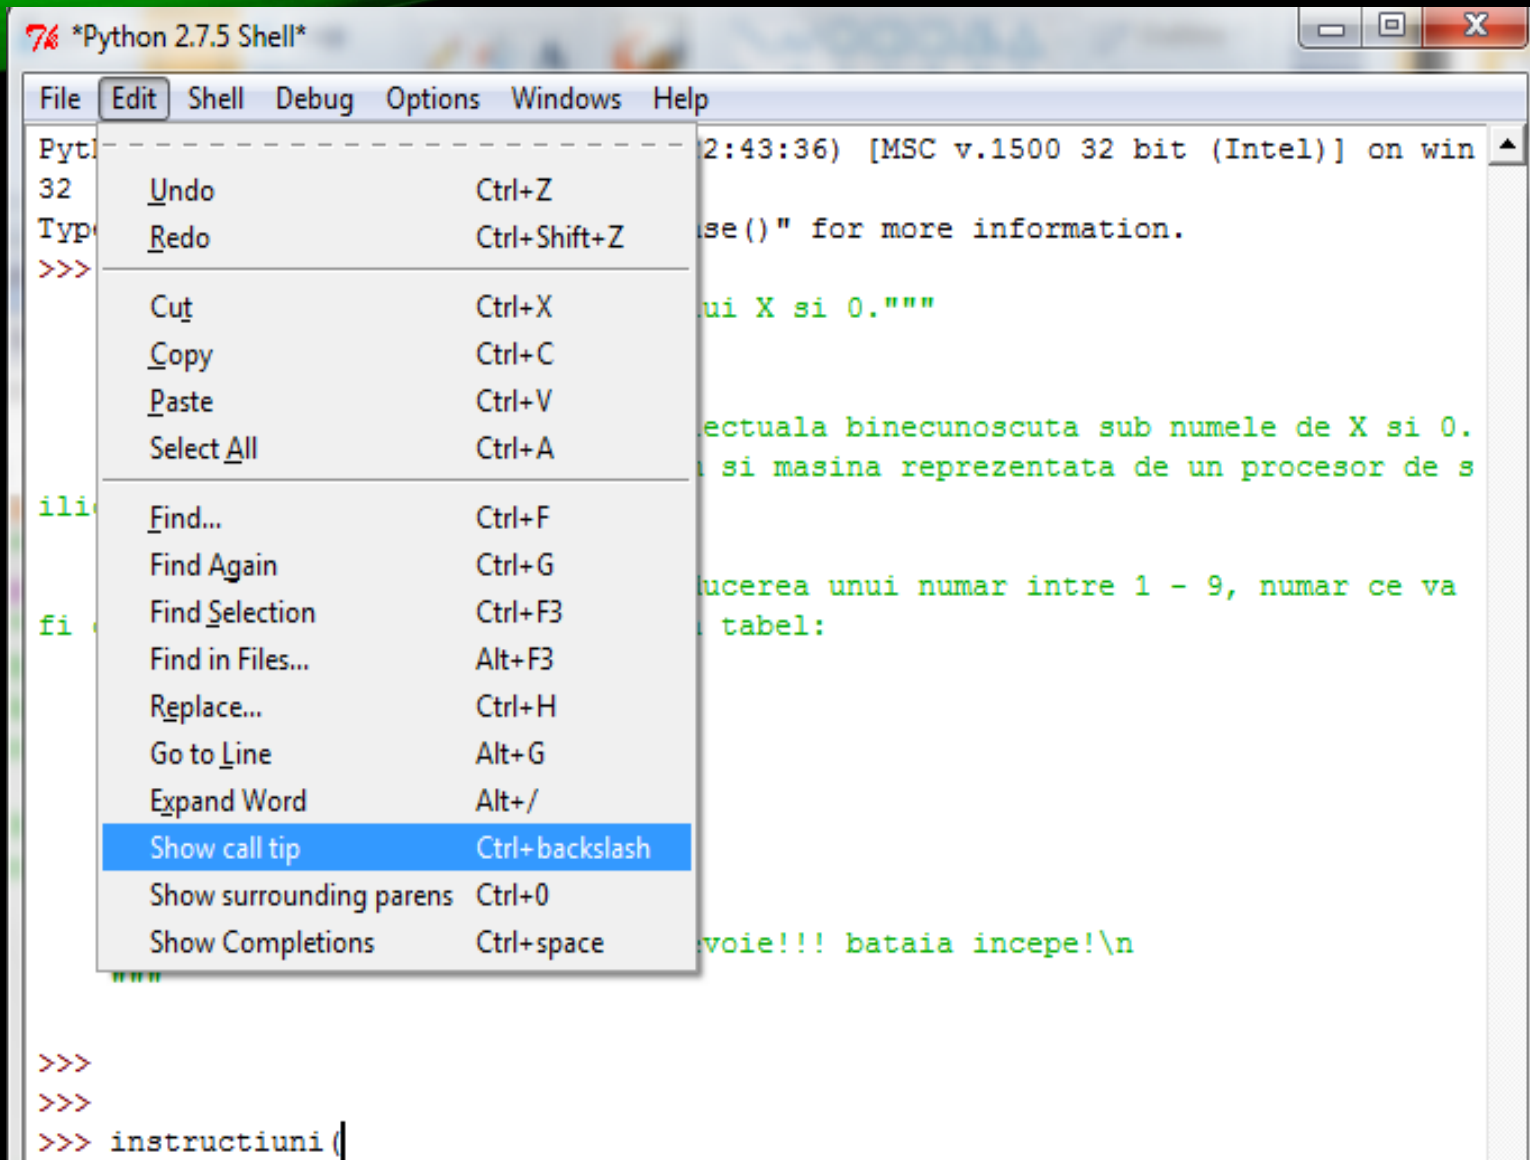 *Python 2.7.5 Shell*
File Edit Shell Debug Options Windows Help
2:43:36) [MSC v.1500 32 bit (Intel)] on win
32
Undo Ctrl+Z
Redo Ctrl+Shift+Z
se()" for more information.
>>>
Cut Ctrl+X
ui X si 0."""
Copy Ctrl+C
Paste Ctrl+V
Select All Ctrl+A
ectuala binecunoscuta sub numele de X si 0.
si masina reprezentata de un procesor de s
ili
Find... Ctrl+F
Find Again Ctrl+G
Find Selection Ctrl+F3
ucerea unui numar intre 1 - 9, numar ce va
fi tabel:
Find in Files... Alt+F3
Replace... Ctrl+H
Go to Line Alt+G
Expand Word Alt+/
Show call tip Ctrl+backslash
Show surrounding parens Ctrl+0
Show Completions Ctrl+space
voie!!! bataia incepe!\n
"""
>>>
>>>
>>> instructiuni(